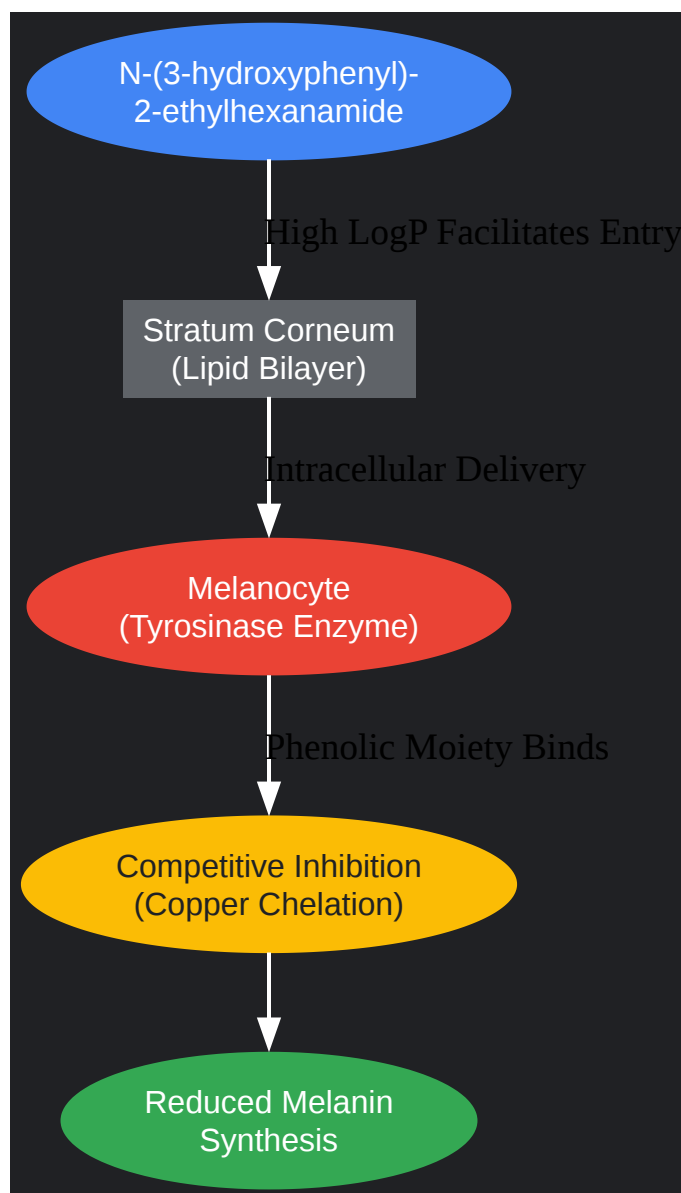 N-(3-hydroxyphenyl)-
2-ethylhexanamide
High LogP Facilitates Entry
Stratum Corneum
(Lipid Bilayer)
Intracellular Delivery
Melanocyte
(Tyrosinase Enzyme)
Phenolic Moiety Binds
Competitive Inhibition
(Copper Chelation)
Reduced Melanin
Synthesis